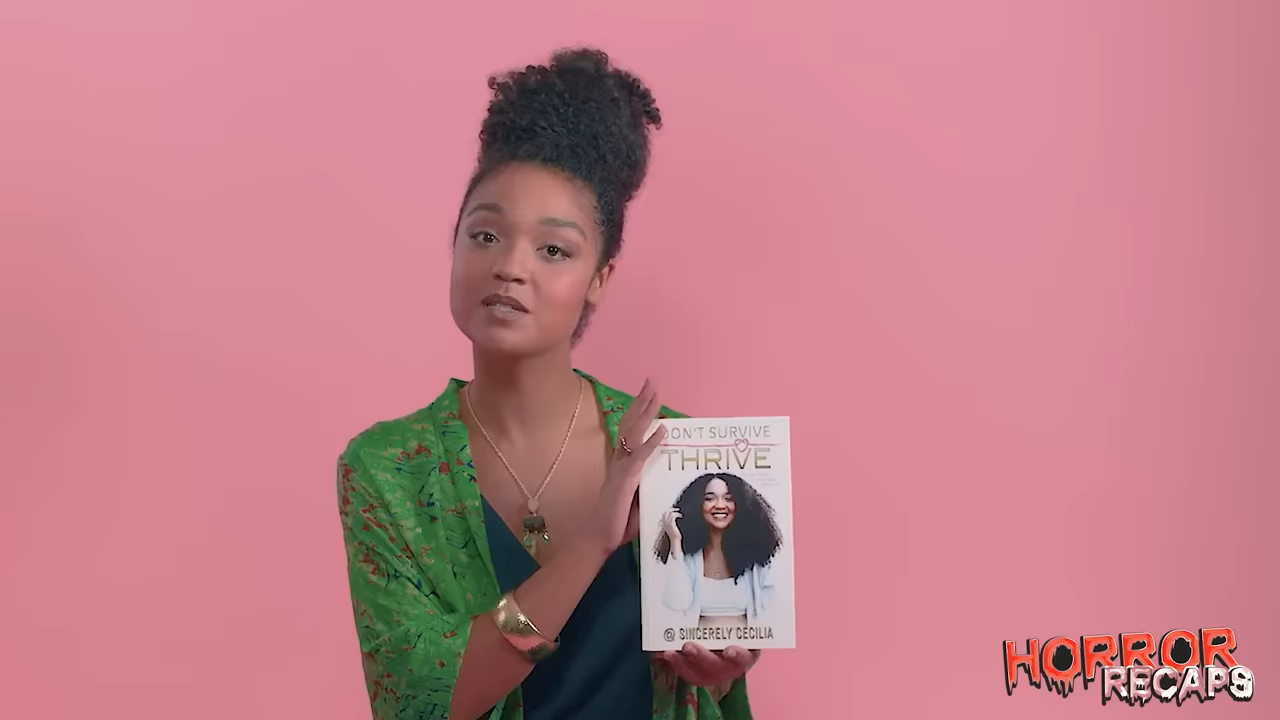 DON'T SURVIVE
THRIVE
@ SINCERELY CECILIA
HORROR
RECAPS